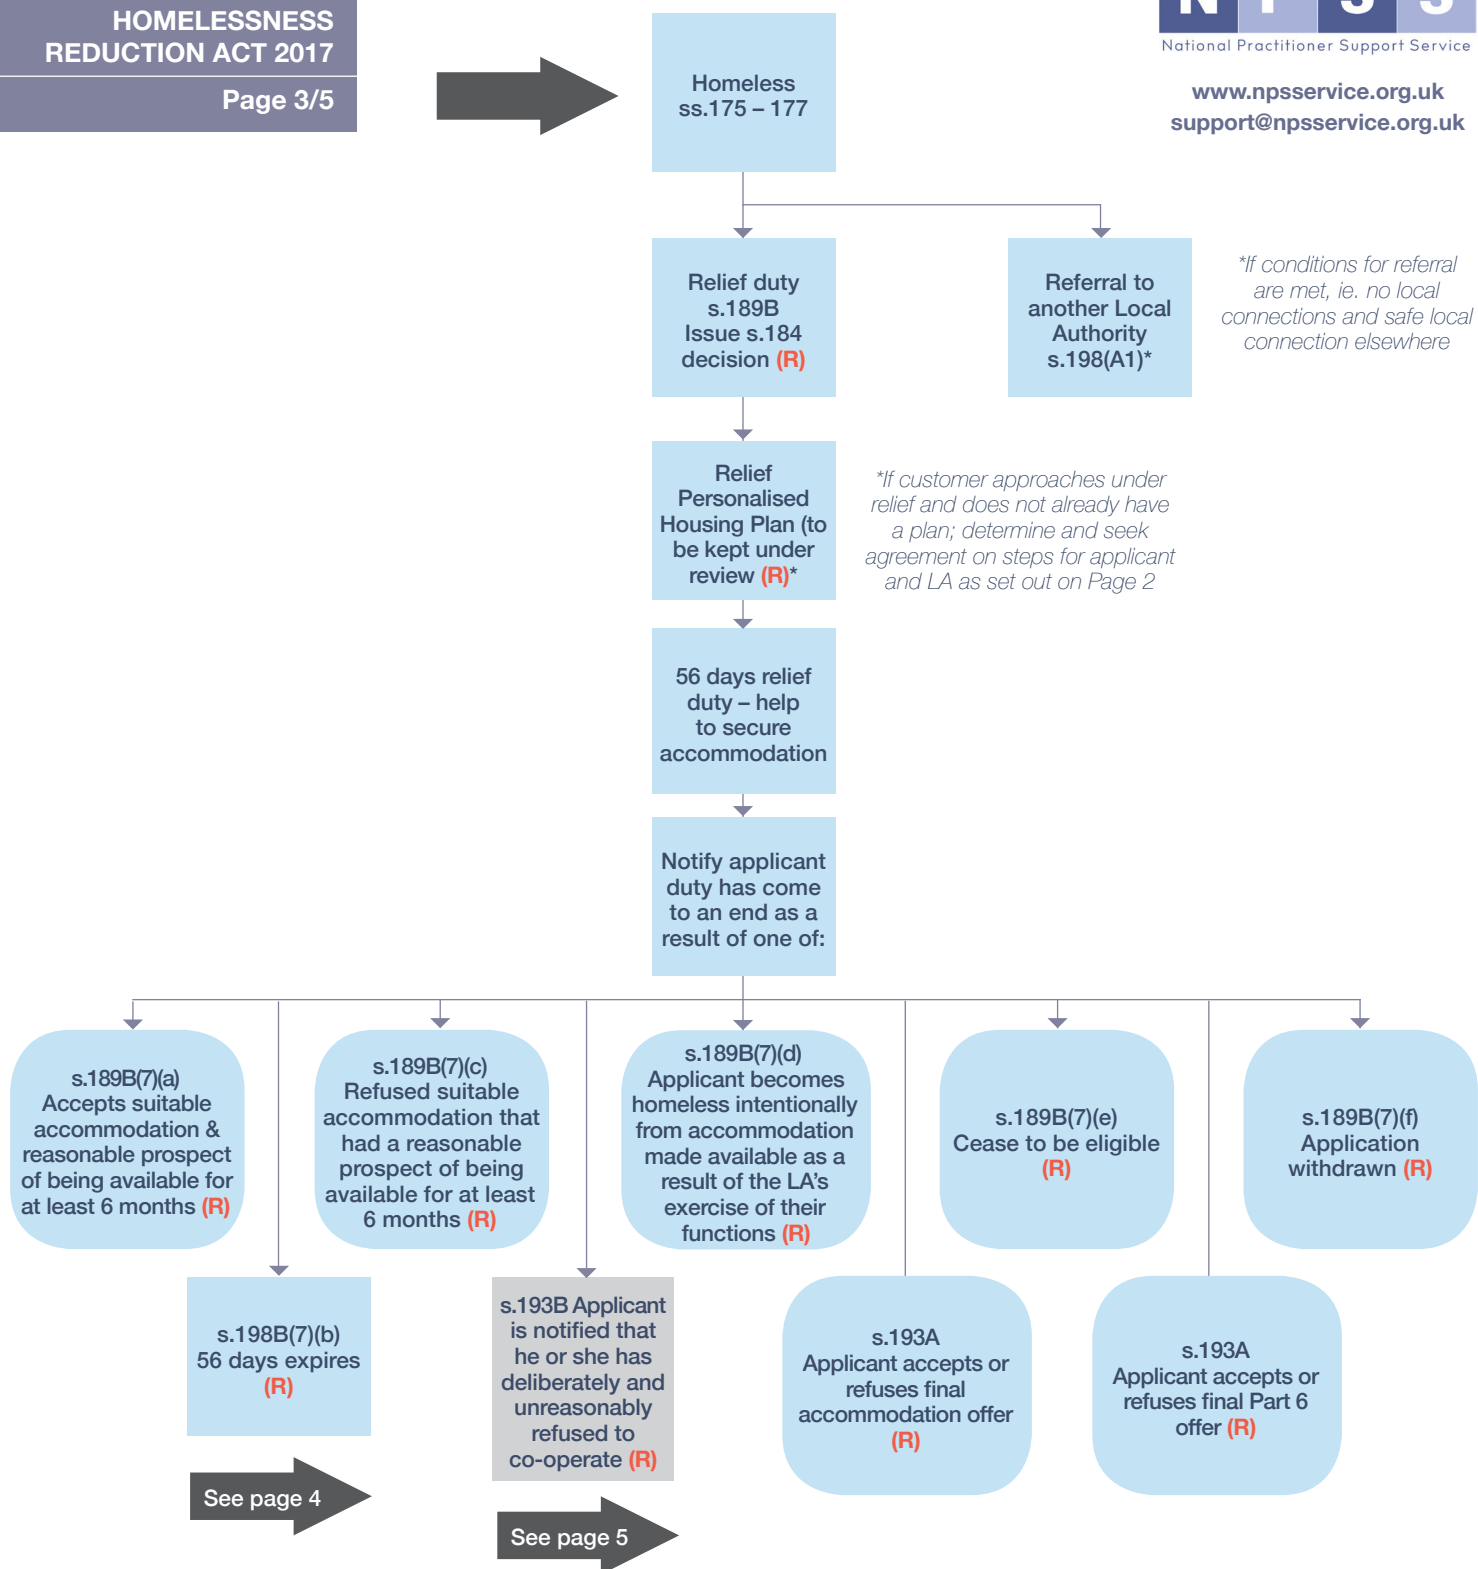 HOMELESSNESS
REDUCTION ACT 2017
Page 3/5
N P S S
National Practitioner Support Service
www.npsservice.org.uk
support@npsservice.org.uk
Homeless
ss.175 – 177
Relief duty
s.189B
Issue s.184
decision (R)
Referral to
another Local
Authority
s.198(A1)*
*If conditions for referral
are met, ie. no local
connections and safe local
connection elsewhere
Relief
Personalised
Housing Plan (to
be kept under
review (R)*
*If customer approaches under
relief and does not already have
a plan; determine and seek
agreement on steps for applicant
and LA as set out on Page 2
56 days relief
duty – help
to secure
accommodation
Notify applicant
duty has come
to an end as a
result of one of:
s.189B(7)(a)
Accepts suitable
accommodation &
reasonable prospect
of being available for
at least 6 months (R)
s.189B(7)(c)
Refused suitable
accommodation that
had a reasonable
prospect of being
available for at least
6 months (R)
s.189B(7)(d)
Applicant becomes
homeless intentionally
from accommodation
made available as a
result of the LA’s
exercise of their
functions (R)
s.189B(7)(e)
Cease to be eligible
(R)
s.189B(7)(f)
Application
withdrawn (R)
s.198B(7)(b)
56 days expires
(R)
s.193B Applicant
is notified that
he or she has
deliberately and
unreasonably
refused to
co-operate (R)
s.193A
Applicant accepts or
refuses final
accommodation offer
(R)
s.193A
Applicant accepts or
refuses final Part 6
offer (R)
See page 4
See page 5